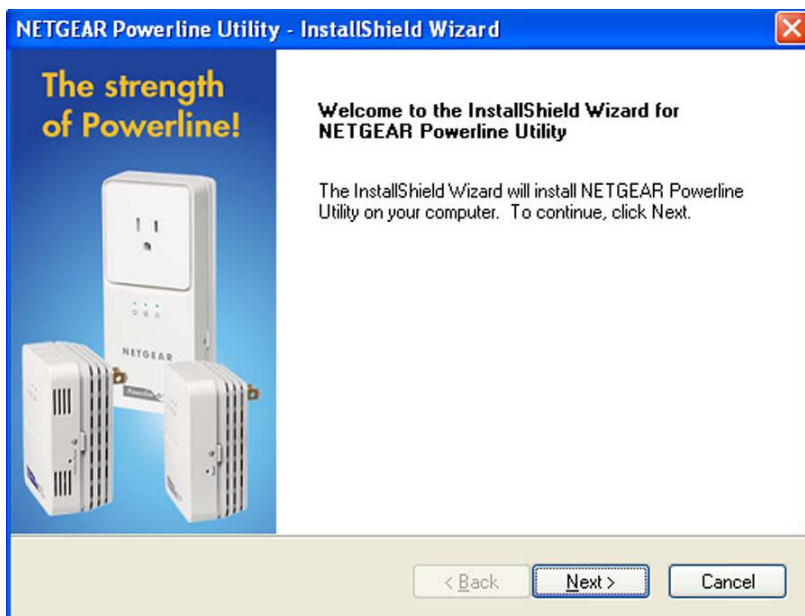 NETGEAR Powerline Utility - InstallShield Wizard
The strength
of Powerline!
NETGEAR
Welcome to the InstallShield Wizard for
NETGEAR Powerline Utility
The InstallShield Wizard will install NETGEAR Powerline
Utility on your computer. To continue, click Next.
< Back
Next >
Cancel